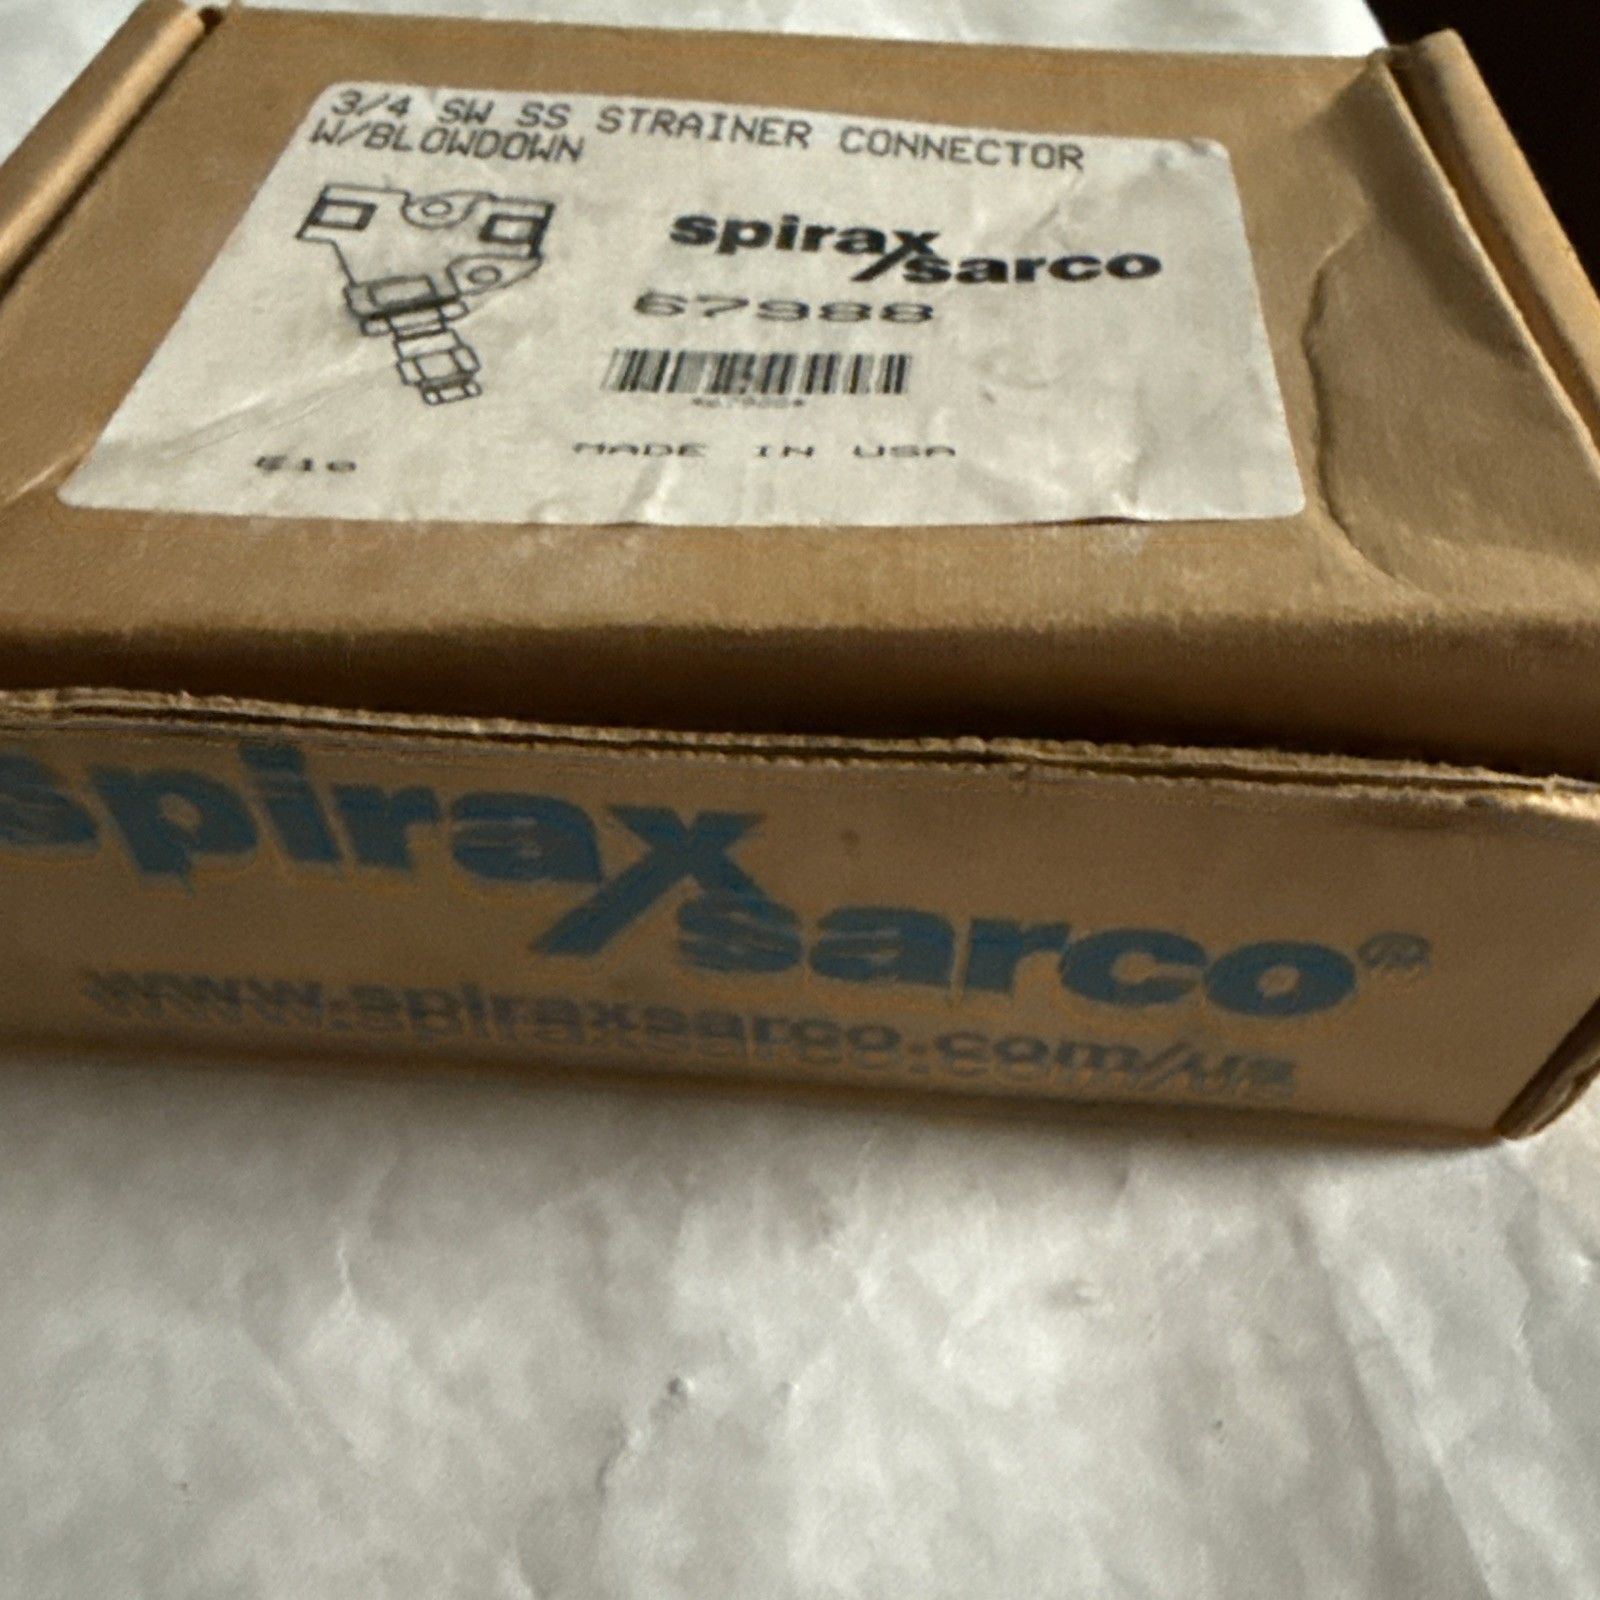 3/4 SW SS STRAINER CONNECTOR
W/BLOWDOWN
spirax
sarco
67988
MADE IN USA
spirax
sarco®
www.spiraxsarco.com/us